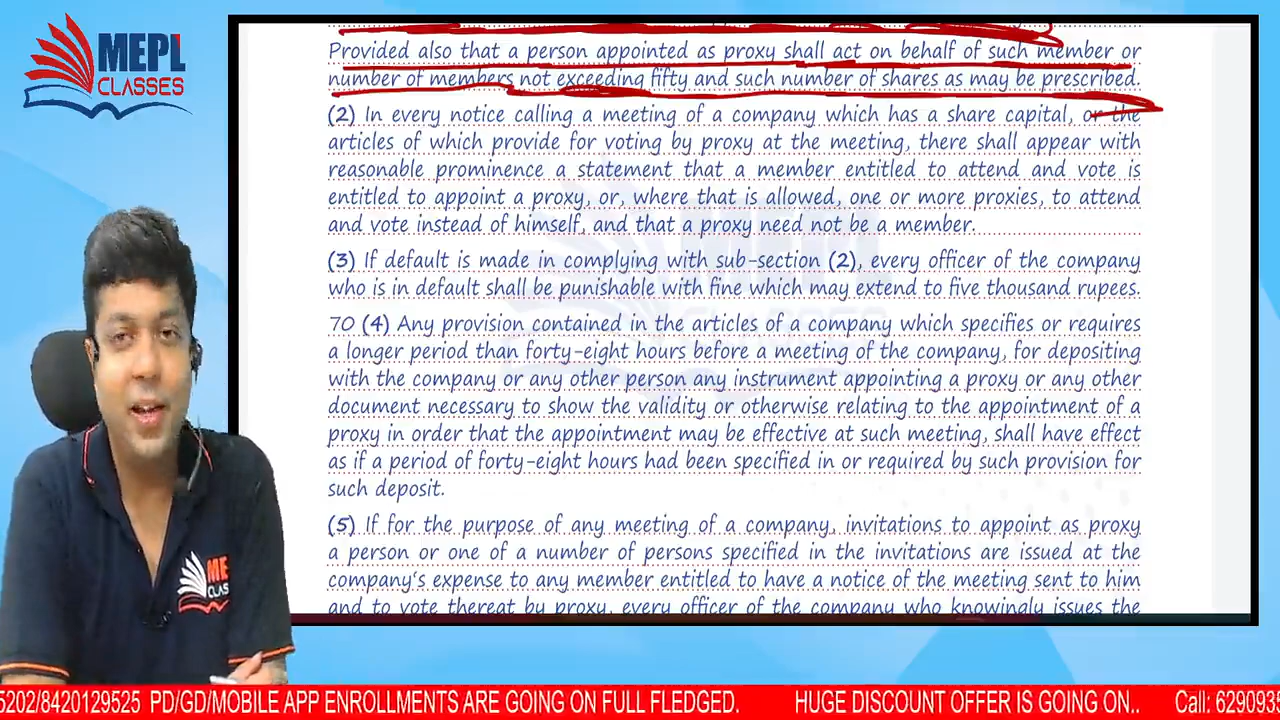 MEPL
CLASSES
Provided also that a person appointed as proxy shall act on behalf of such member or
number of members not exceeding fifty and such number of shares as may be prescribed.
(2) In every notice calling a meeting of a company which has a share capital, or the
articles of which provide for voting by proxy at the meeting, there shall appear with
reasonable prominence a statement that a member entitled to attend and vote is
entitled to appoint a proxy, or, where that is allowed, one or more proxies, to attend
and vote instead of himself, and that a proxy need not be a member.
(3) If default is made in complying with sub-section (2), every officer of the company
who is in default shall be punishable with fine which may extend to five thousand rupees.
70 (4) Any provision contained in the articles of a company which specifies or requires
a longer period than forty-eight hours before a meeting of the company, for depositing
with the company or any other person any instrument appointing a proxy or any other
document necessary to show the validity or otherwise relating to the appointment of a
proxy in order that the appointment may be effective at such meeting, shall have effect
as if a period of forty-eight hours had been specified in or required by such provision for
such deposit.
(5) If for the purpose of any meeting of a company, invitations to appoint as proxy
a person or one of a number of persons specified in the invitations are issued at the
company's expense to any member entitled to have a notice of the meeting sent to him
and to vote thereat by proxy, every officer of the company who knowingly issues the
ME
CLAS
5202/8420129525 PD/GD/MOBILE APP ENROLLMENTS ARE GOING ON FULL FLEDGED. HUGE DISCOUNT OFFER IS GOING ON.. Call: 6290935